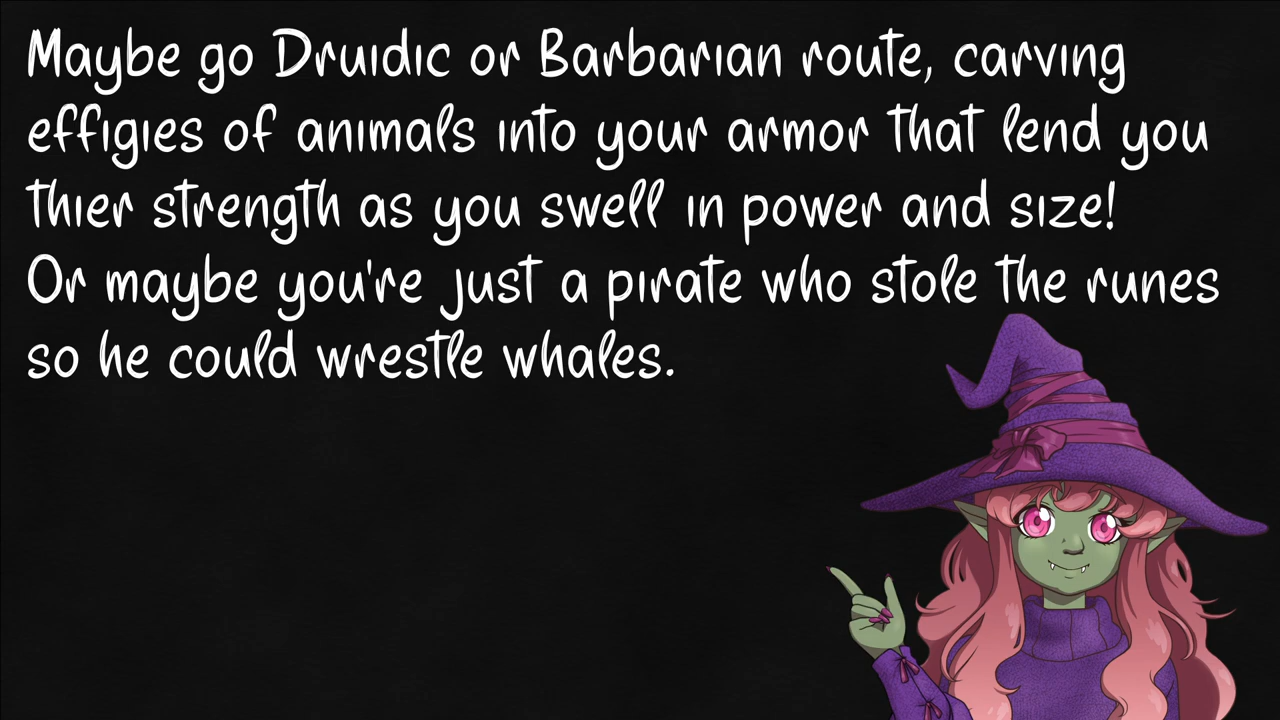 Maybe go Druidic or Barbarian route, carving
effigies of animals into your armor that lend you
thier strength as you swell in power and size!
Or maybe you're just a pirate who stole the runes
so he could wrestle whales.